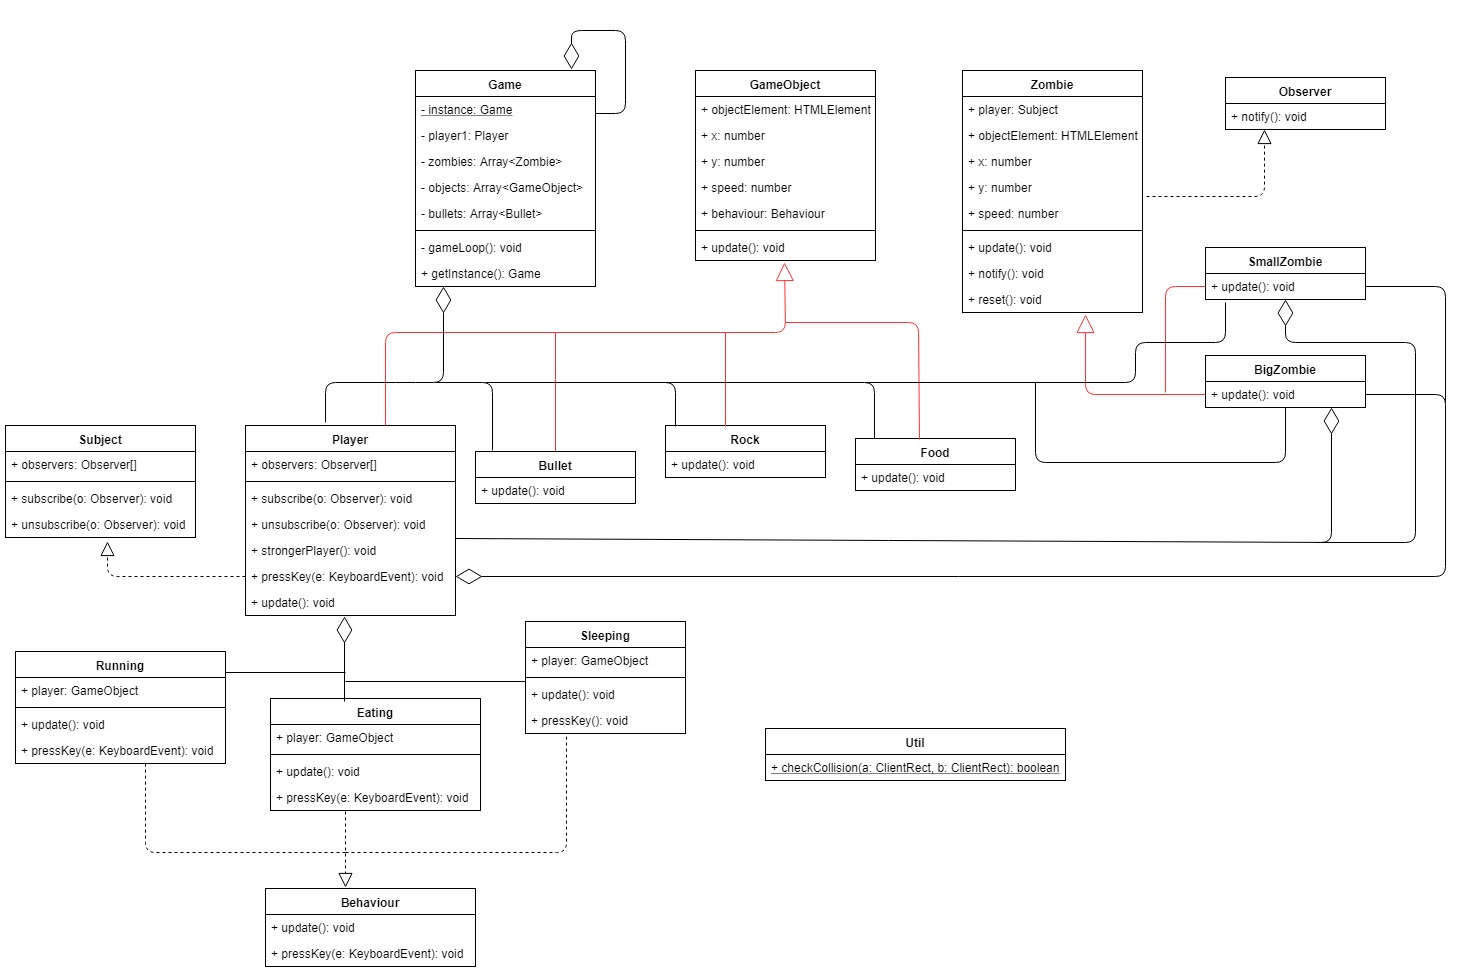 Game
- instance: Game
- player1: Player
- zombies: Array<Zombie>
- objects: Array<GameObject>
- bullets: Array<Bullet>
- gameLoop(): void
+ getInstance(): Game
GameObject
+ objectElement: HTMLElement
+ x: number
+ y: number
+ speed: number
+ behaviour: Behaviour
+ update(): void
Zombie
+ player: Subject
+ objectElement: HTMLElement
+ x: number
+ y: number
+ speed: number
+ update(): void
+ notify(): void
+ reset(): void
Observer
+ notify(): void
SmallZombie
+ update(): void
BigZombie
+ update(): void
Subject
+ observers: Observer[]
+ subscribe(o: Observer): void
+ unsubscribe(o: Observer): void
Player
+ observers: Observer[]
+ subscribe(o: Observer): void
+ unsubscribe(o: Observer): void
+ strongerPlayer(): void
+ pressKey(e: KeyboardEvent): void
+ update(): void
Bullet
+ update(): void
Rock
+ update(): void
Food
+ update(): void
Running
+ player: GameObject
+ update(): void
+ pressKey(e: KeyboardEvent): void
Eating
+ player: GameObject
+ update(): void
+ pressKey(e: KeyboardEvent): void
Sleeping
+ player: GameObject
+ update(): void
+ pressKey(): void
Util
+ checkCollision(a: ClientRect, b: ClientRect): boolean
Behaviour
+ update(): void
+ pressKey(e: KeyboardEvent): void